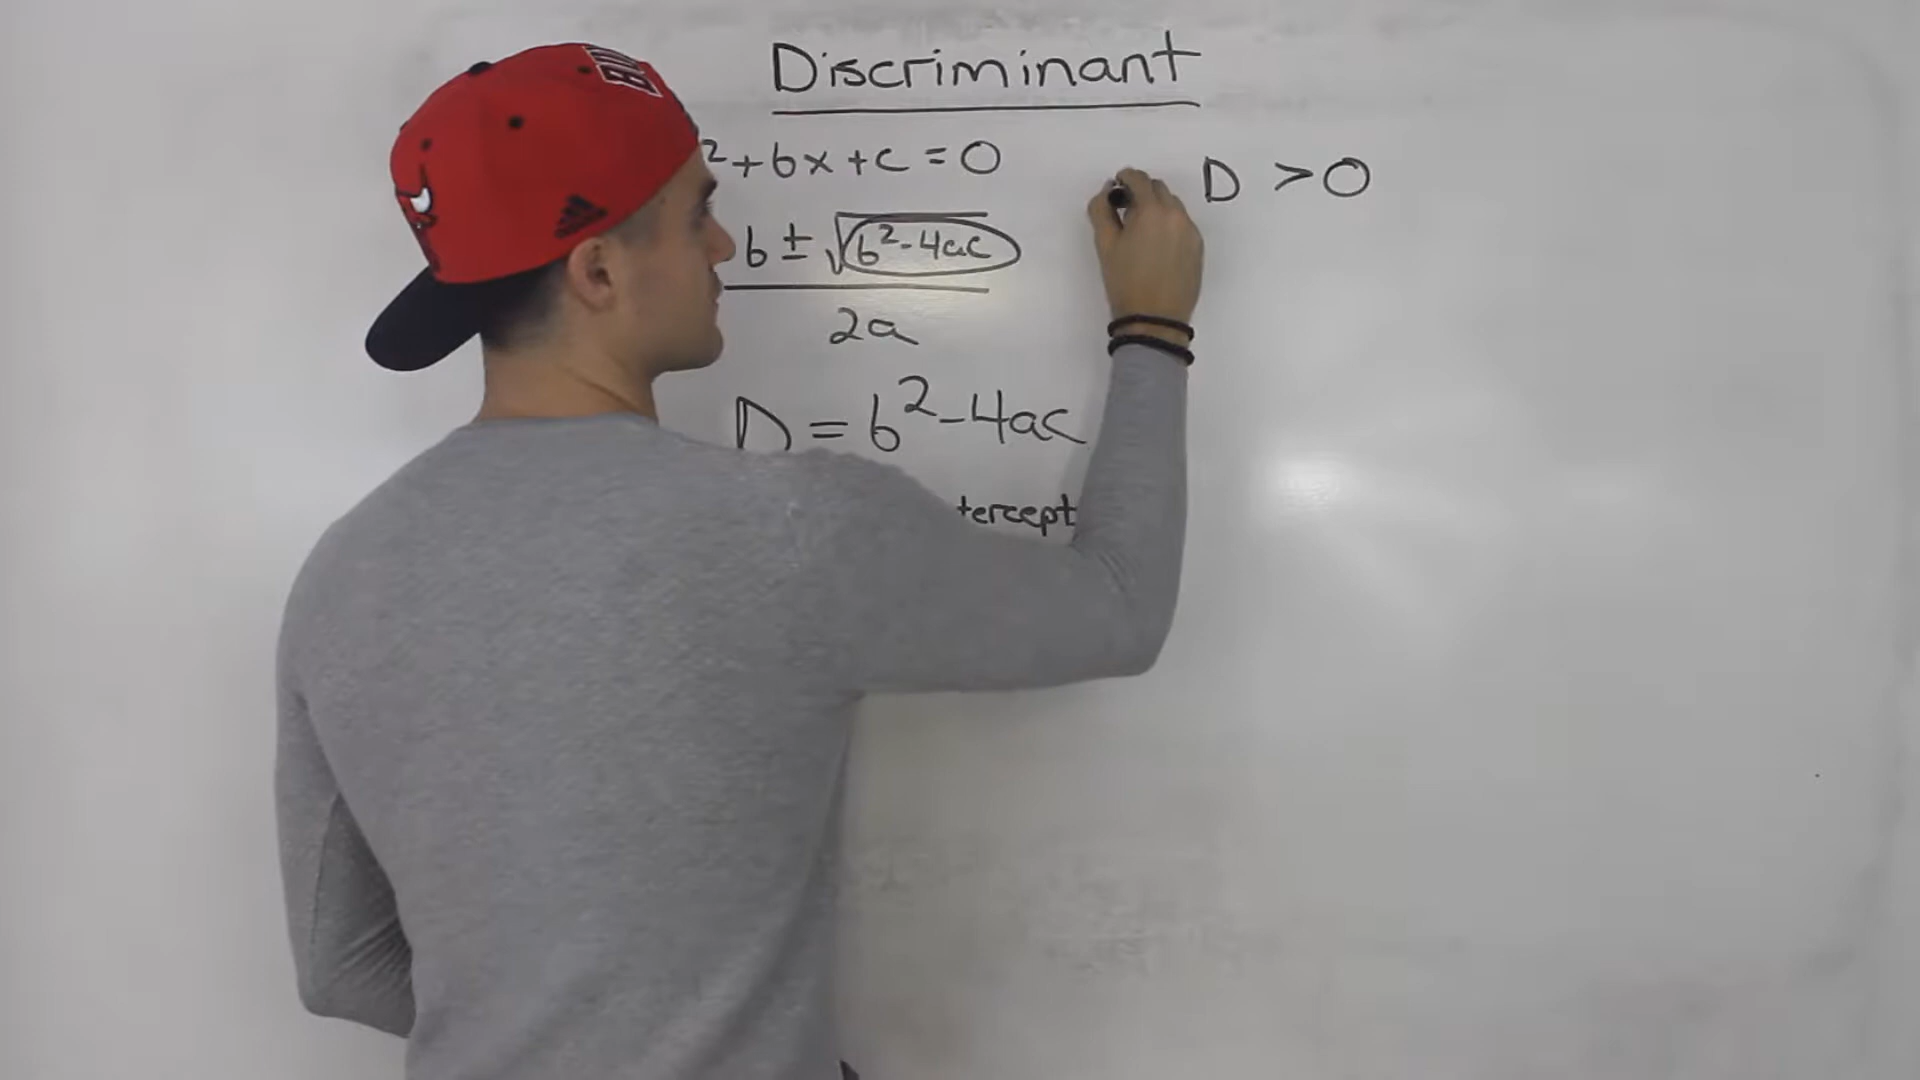 Discriminant
²+bx+c=0
b ± √b²-4ac
2a
D = b²-4ac
tercept
D > 0